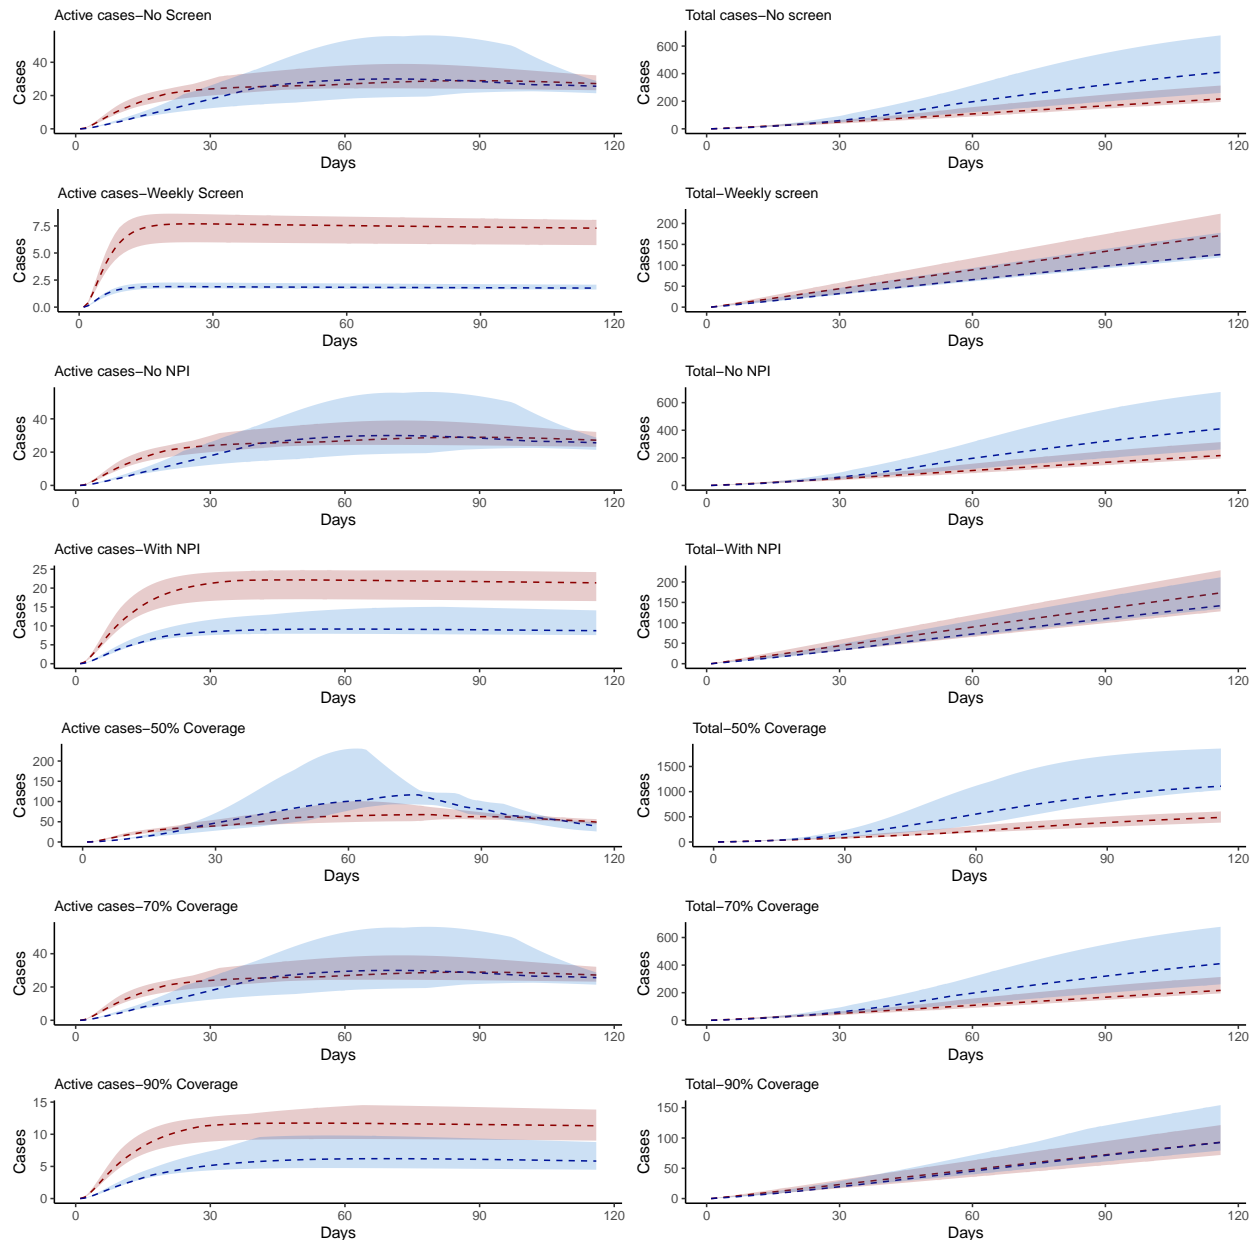 Active cases–No Screen
Cases
40
20
0
0 30 60 90 120
Days
Total cases–No screen
Cases
600
400
200
0
0 30 60 90 120
Days
Active cases–Weekly Screen
Cases
7.5
5.0
2.5
0.0
0 30 60 90 120
Days
Total–Weekly screen
Cases
200
150
100
50
0
0 30 60 90 120
Days
Active cases–No NPI
Cases
40
20
0
0 30 60 90 120
Days
Total–No NPI
Cases
600
400
200
0
0 30 60 90 120
Days
Active cases–With NPI
Cases
25
20
15
10
5
0
0 30 60 90 120
Days
Total–With NPI
Cases
200
150
100
50
0
0 30 60 90 120
Days
Active cases–50% Coverage
Cases
200
150
100
50
0
0 30 60 90 120
Days
Total–50% Coverage
Cases
1500
1000
500
0
0 30 60 90 120
Days
Active cases–70% Coverage
Cases
40
20
0
0 30 60 90 120
Days
Total–70% Coverage
Cases
600
400
200
0
0 30 60 90 120
Days
Active cases–90% Coverage
Cases
15
10
5
0
0 30 60 90 120
Days
Total–90% Coverage
Cases
150
100
50
0
0 30 60 90 120
Days